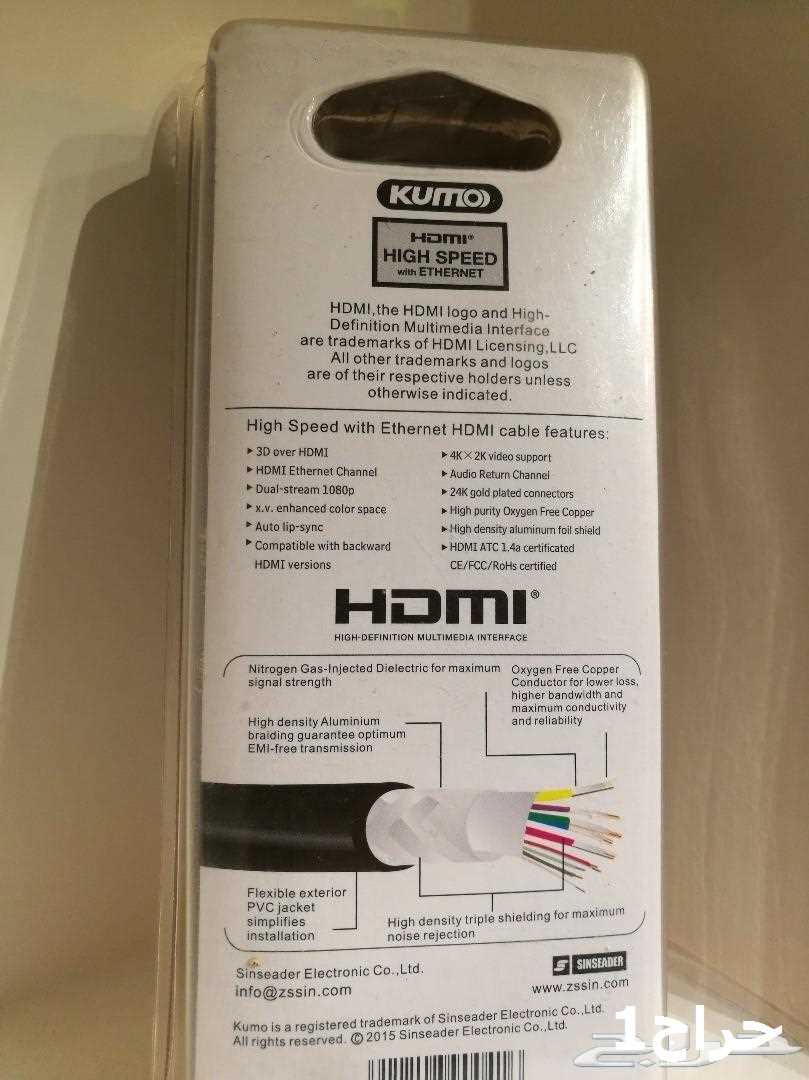 KUMO
HDMI®
HIGH SPEED
with ETHERNET
HDMI,the HDMI logo and High-
Definition Multimedia Interface
are trademarks of HDMI Licensing,LLC
All other trademarks and logos
are of their respective holders unless
otherwise indicated.
High Speed with Ethernet HDMI cable features:
3D over HDMI
HDMI Ethernet Channel
Dual-stream 1080p
x.v. enhanced color space
Auto lip-sync
Compatible with backward
HDMI versions
4K×2K video support
Audio Return Channel
24K gold plated connectors
High purity Oxygen Free Copper
High density aluminum foil shield
HDMI ATC 1.4a certificated
CE/FCC/RoHs certified
HDMI®
HIGH-DEFINITION MULTIMEDIA INTERFACE
Nitrogen Gas-Injected Dielectric for maximum
signal strength
Oxygen Free Copper
Conductor for lower loss,
higher bandwidth and
maximum conductivity
and reliability
High density Aluminium
braiding guarantee optimum
EMI-free transmission
Flexible exterior
PVC jacket
simplifies
installation
High density triple shielding for maximum
noise rejection
Sinseader Electronic Co.,Ltd.
info@zssin.com
S SINSEADER
www.zssin.com
Kumo is a registered trademark of Sinseader Electronic Co.,Ltd.
All rights reserved. © 2015 Sinseader Electronic Co.,Ltd.
حراج1